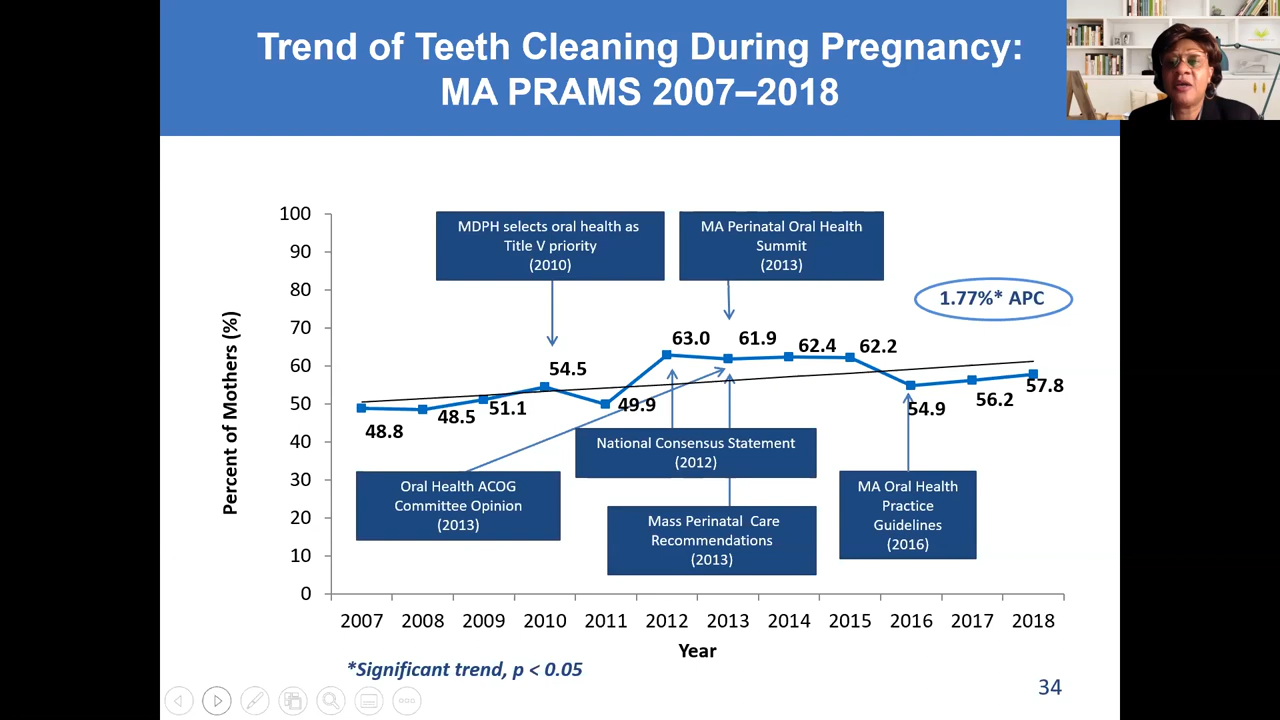 Trend of Teeth Cleaning During Pregnancy:
MA PRAMS 2007–2018
Percent of Mothers (%)
100
90
80
70
60
50
40
30
20
10
0
MDPH selects oral health as
Title V priority
(2010)
MA Perinatal Oral Health
Summit
(2013)
1.77%* APC
48.8
48.5
51.1
54.5
49.9
63.0
61.9
62.4
62.2
54.9
56.2
57.8
National Consensus Statement
(2012)
Oral Health ACOG
Committee Opinion
(2013)
Mass Perinatal Care
Recommendations
(2013)
MA Oral Health
Practice
Guidelines
(2016)
2007 2008 2009 2010 2011 2012 2013 2014 2015 2016 2017 2018
Year
*Significant trend, p < 0.05
34